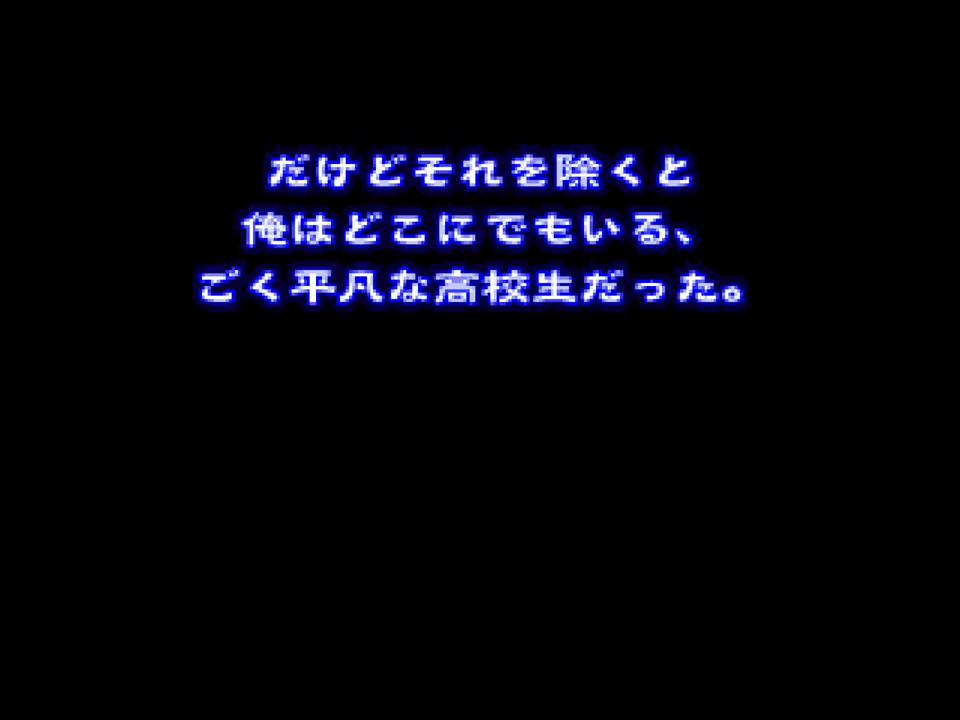 だけどそれを除くと
俺はどこにでもいる、
ごく平凡な高校生だった。